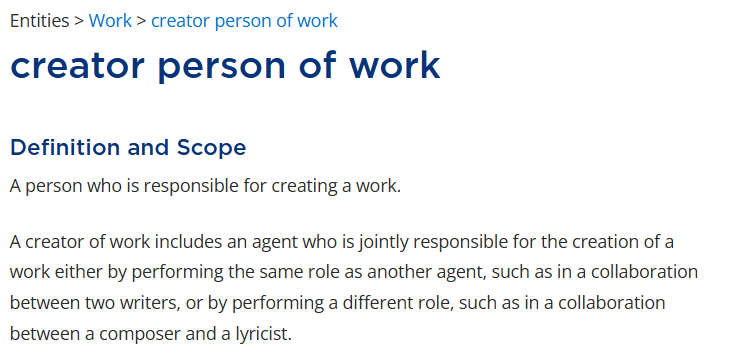 Entities > Work > creator person of work
creator person of work
Definition and Scope
A person who is responsible for creating a work.
A creator of work includes an agent who is jointly responsible for the creation of a
work either by performing the same role as another agent, such as in a collaboration
between two writers, or by performing a different role, such as in a collaboration
between a composer and a lyricist.